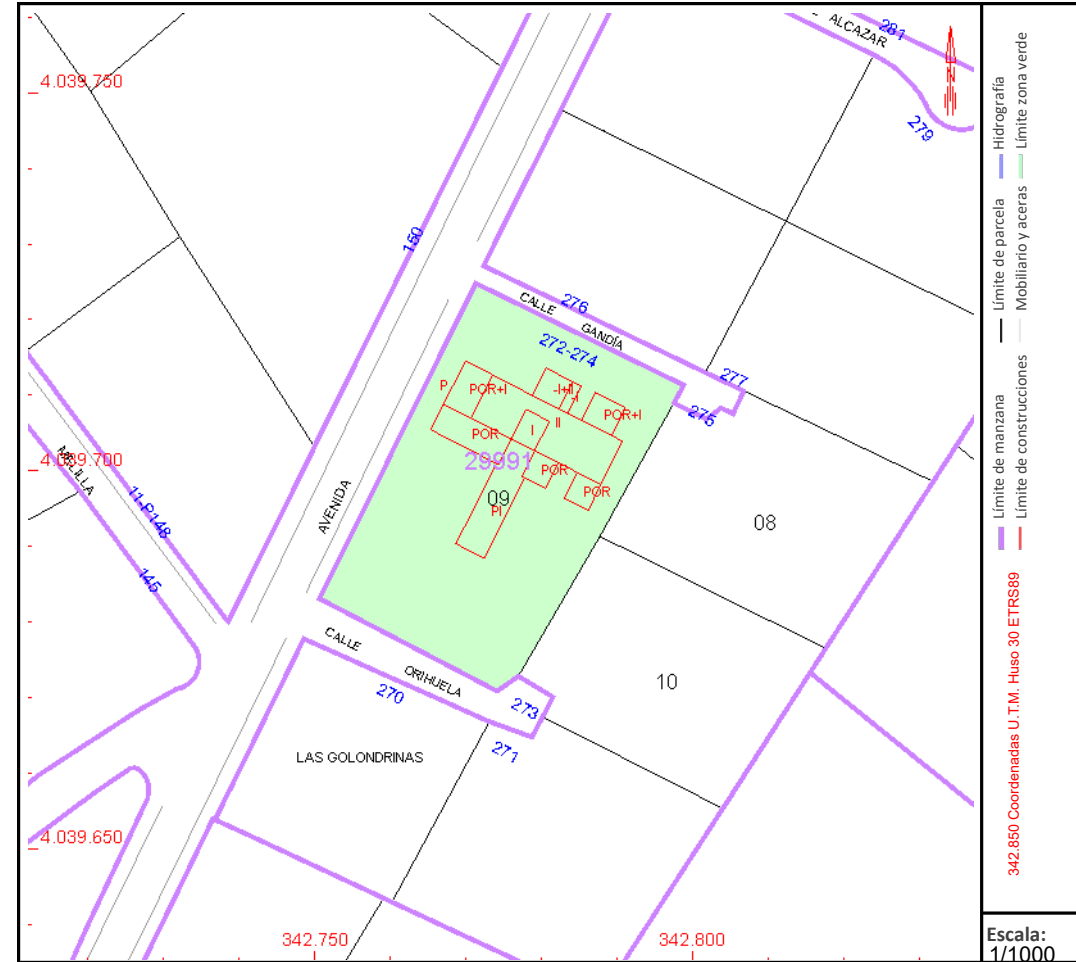 ALCAZAR
281
4.039.750
279
150
276
CALLE
GANDÍA
272-274
277
P
POR+I
-I+II
POR+I
275
II
I
POR
4.039.700
29991
POR
MELILLA
09
POR
PI
AVENIDA
11-P148
08
145
CALLE
ORIHUELA
10
270
273
271
LAS GOLONDRINAS
4.039.650
342.750
342.800
N
Hidrografía
Límite zona verde
Límite de parcela
Mobiliario y aceras
Límite de manzana
Límite de construcciones
342.850 Coordenadas U.T.M. Huso 30 ETRS89
Escala:
1/1000